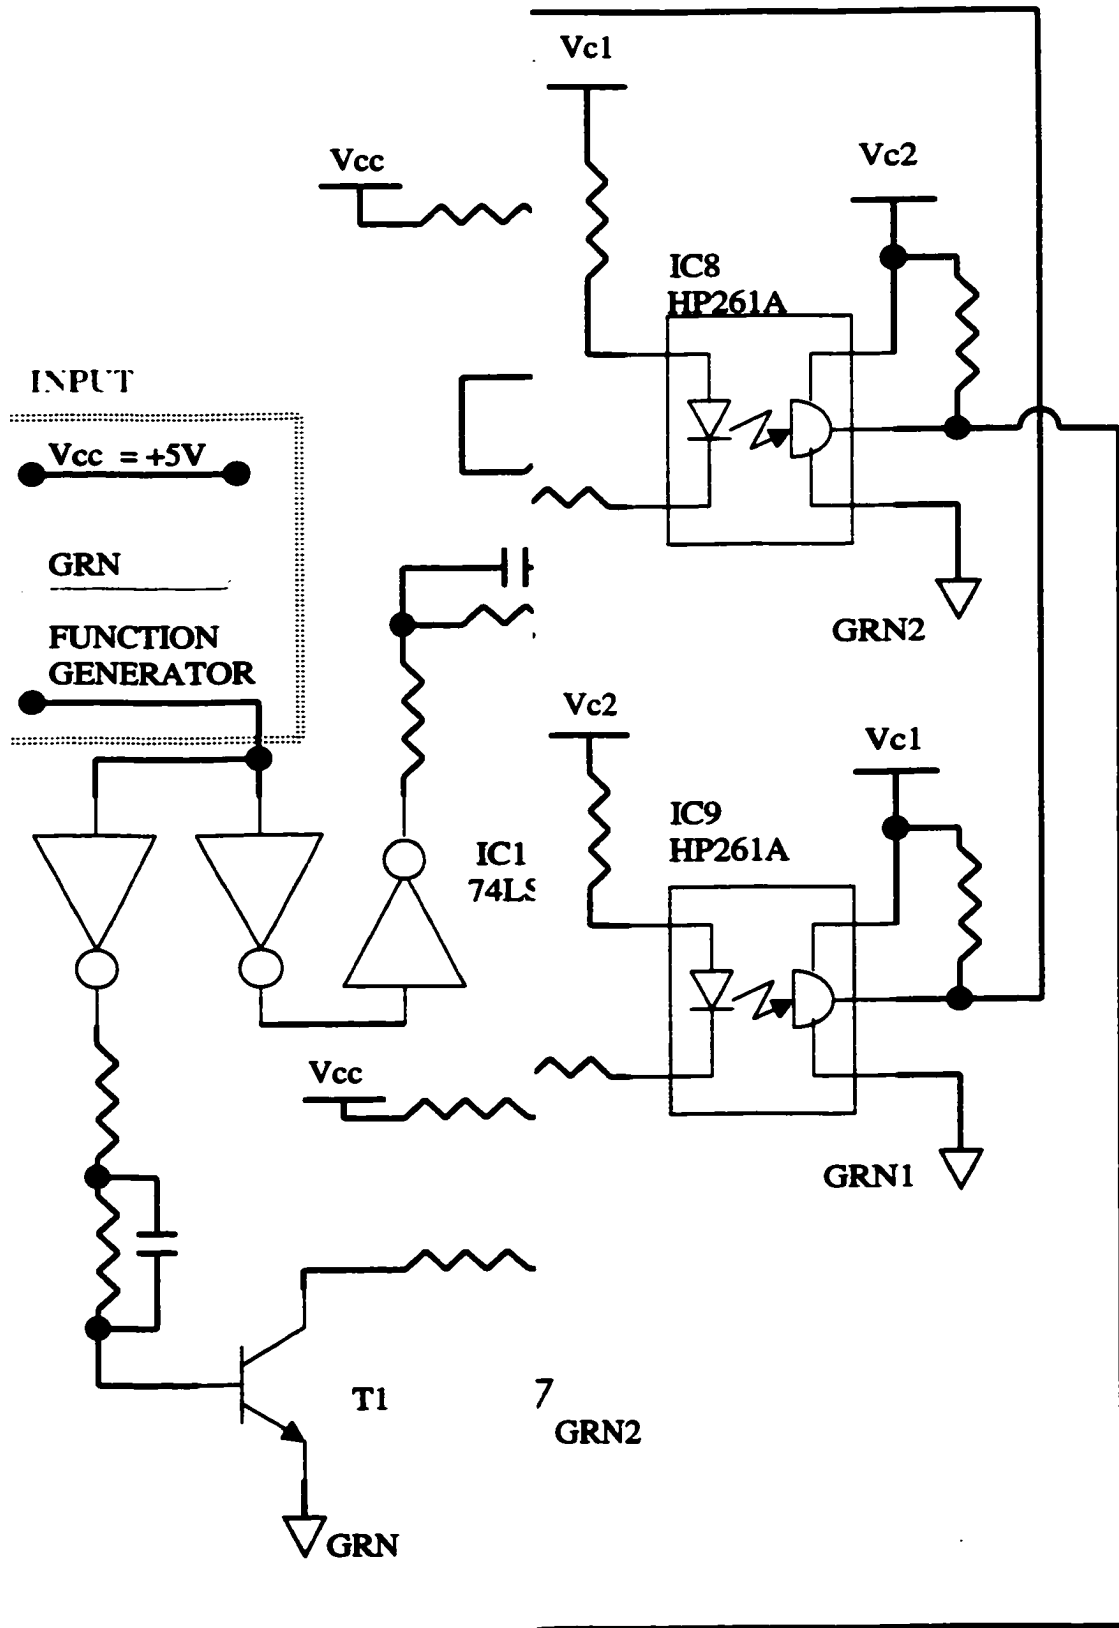 Vc1
Vcc
Vc2
IC8
HP261A
INPUT
Vcc = +5V
GRN
FUNCTION
GENERATOR
GRN2
Vc2
Vc1
IC1
74LS
IC9
HP261A
Vcc
GRN1
T1
7
GRN2
GRN